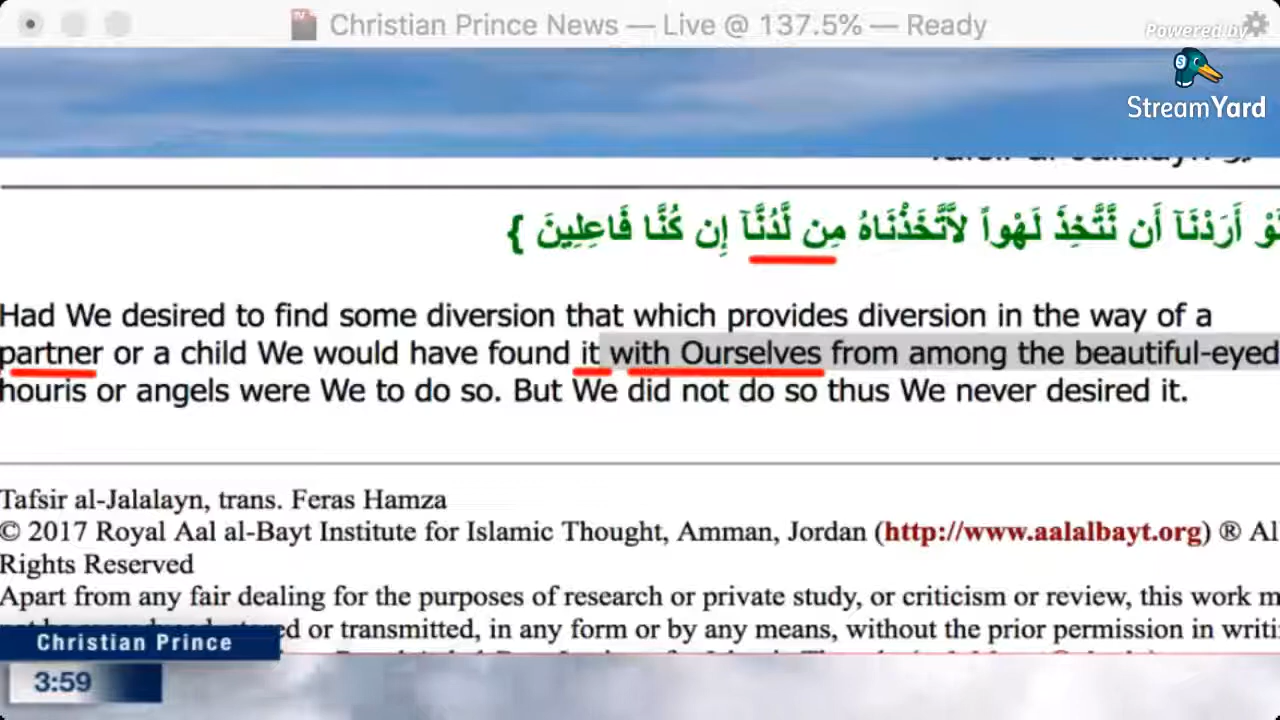 Christian Prince News — Live @ 137.5% — Ready
Powered by
StreamYard
أَرَدْنَآ أَن نَّتَّخِذَ لَهْواً لاَّتَّخَذْنَاهُ مِن لَّدُنَّآ إِن كُنَّا فَاعِلِينَ }
Had We desired to find some diversion that which provides diversion in the way of a
partner or a child We would have found it with Ourselves from among the beautiful-eyed
houris or angels were We to do so. But We did not do so thus We never desired it.
Tafsir al-Jalalayn, trans. Feras Hamza
© 2017 Royal Aal al-Bayt Institute for Islamic Thought, Amman, Jordan (http://www.aalalbayt.org) ® Al
Rights Reserved
Apart from any fair dealing for the purposes of research or private study, or criticism or review, this work m
or transmitted, in any form or by any means, without the prior permission in writi
Christian Prince
3:59